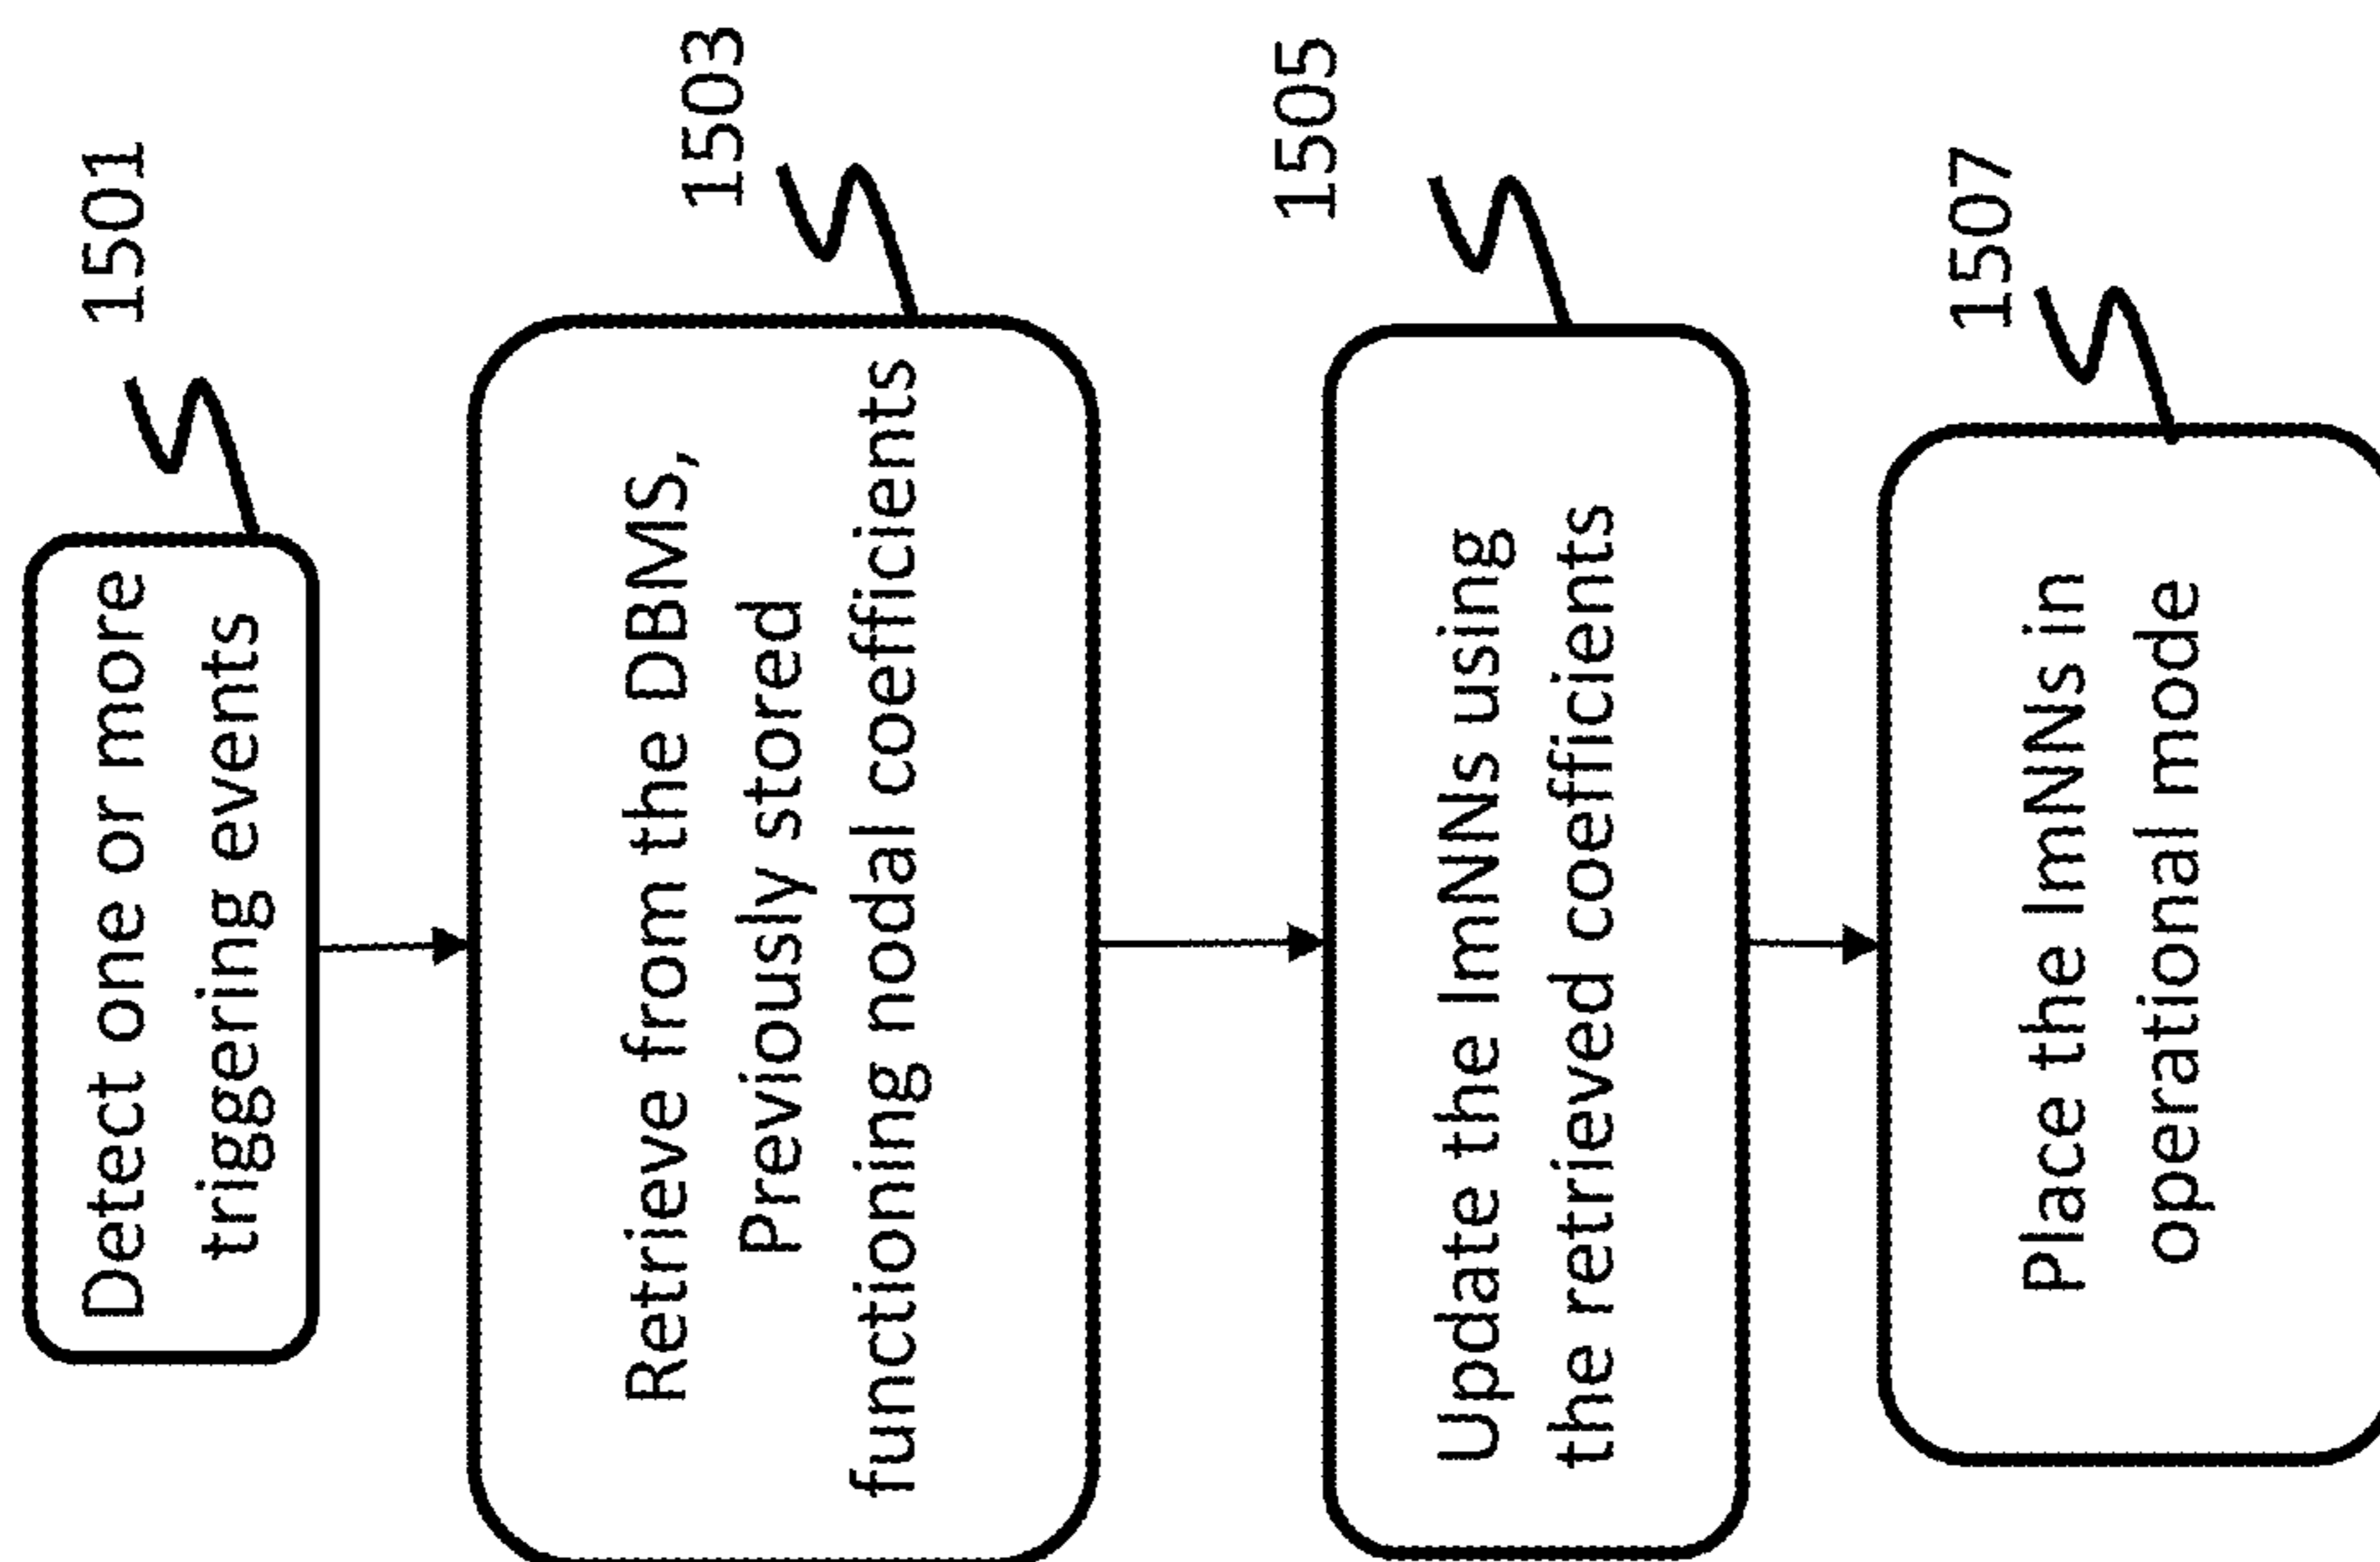 1501
Detect one or more
triggering events
1503
Retrieve from the DBMS,
Previously stored
functioning nodal coefficients
1505
Update the ImNNs using
the retrieved coefficients
1507
Place the ImNNs in
operational mode